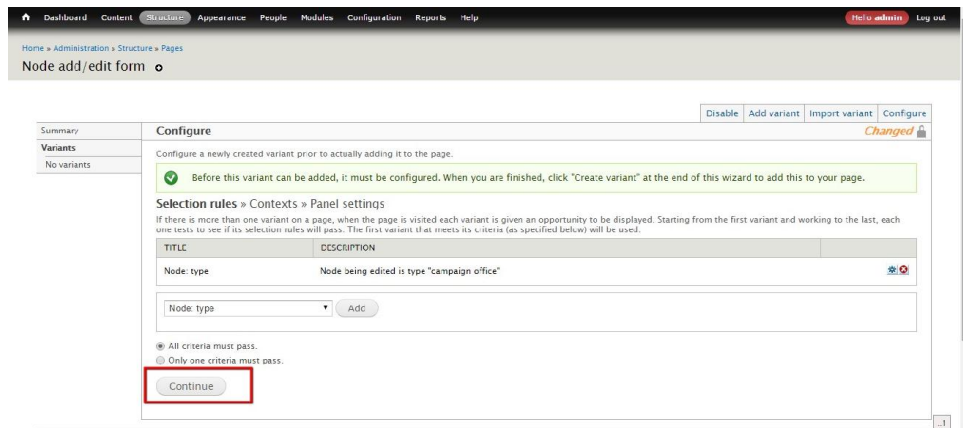 Dashboard Content Structure Appearance People Modules Configuration Reports Help Hello admin Log out
Home » Administration » Structure » Pages
Node add/edit form
Disable Add variant Import variant Configure
Summary
Variants
No variants
Configure Changed
Configure a newly created variant prior to actually adding it to the page.
Before this variant can be added, it must be configured. When you are finished, click "Create variant" at the end of this wizard to add this to your page.
Selection rules » Contexts » Panel settings
If there is more than one variant on a page, when the page is visited each variant is given an opportunity to be displayed. Starting from the first variant and working to the last, each
one tests to see if its selection rules will pass. The first variant that meets its criteria (as specified below) will be used.
TITLE DESCRIPTION
Node: type Node being edited is type "campaign office"
Node: type Add
All criteria must pass.
Only one criteria must pass.
Continue